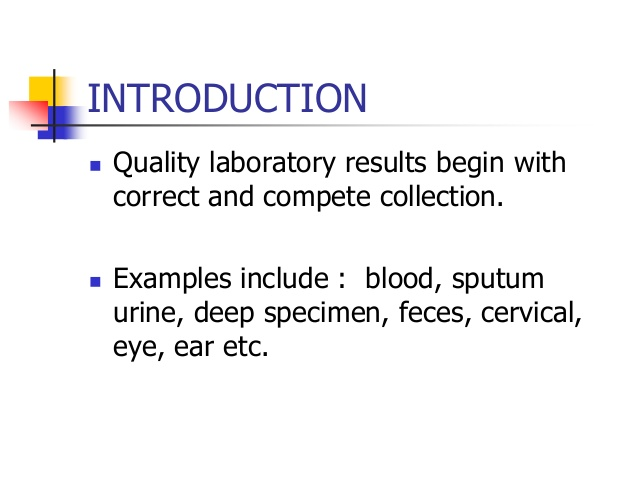 INTRODUCTION
Quality laboratory results begin with
correct and compete collection.
Examples include :  blood, sputum
urine, deep specimen, feces, cervical,
eye, ear etc.